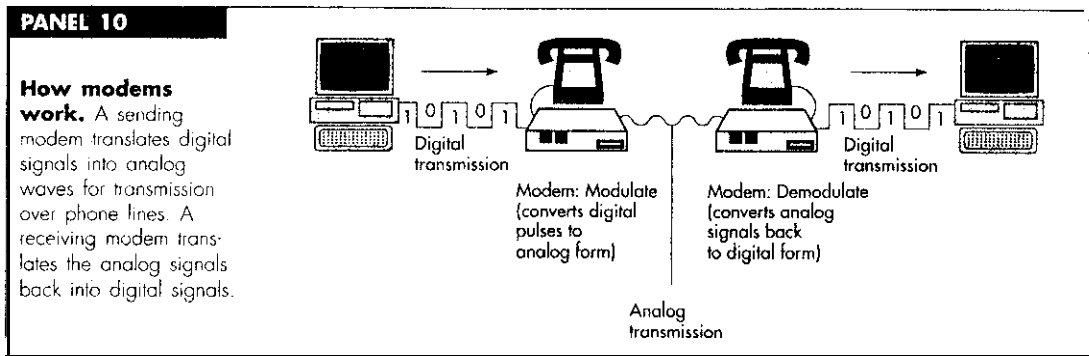 PANEL 10
How modems
work. A sending
modem translates digital
signals into analog
waves for transmission
over phone lines. A
receiving modem trans-
lates the analog signals
back into digital signals.
1 0 1 0 1
Digital
transmission
Modem: Modulate
(converts digital
pulses to
analog form)
Analog
transmission
Modem: Demodulate
(converts analog
signals back
to digital form)
1 0 1 0 1
Digital
transmission